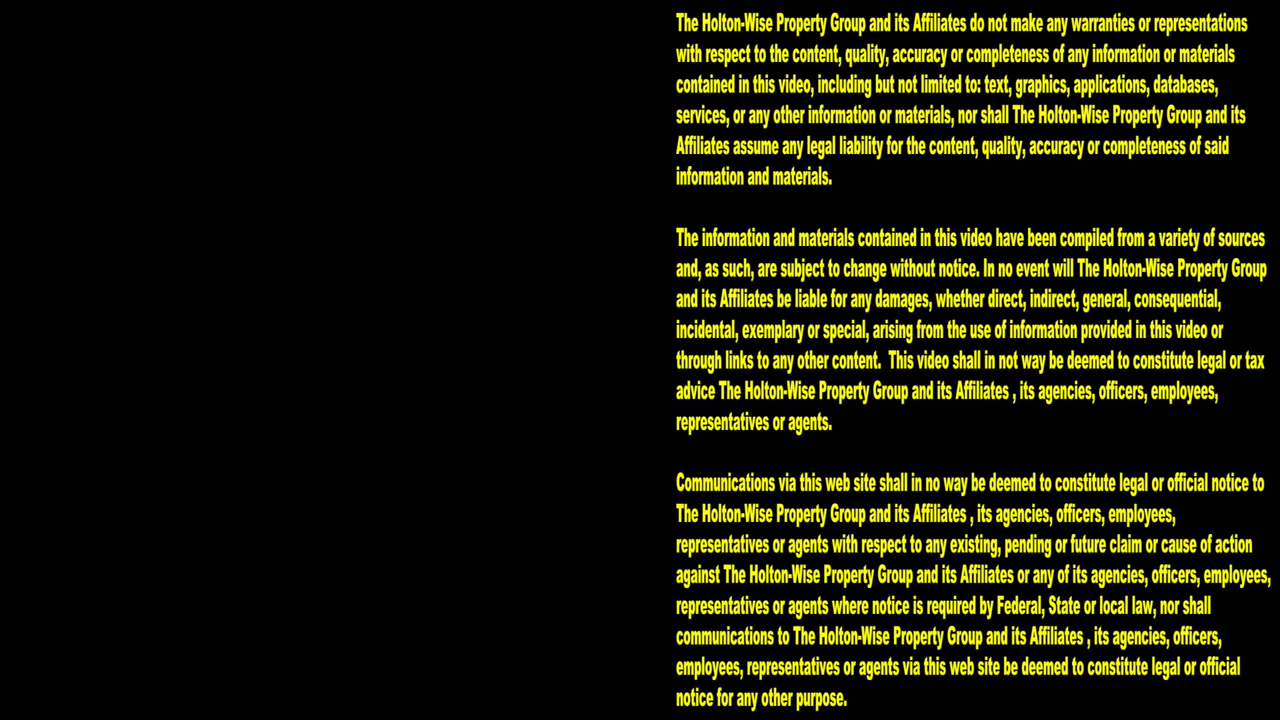 The Holton-Wise Property Group and its Affiliates do not make any warranties or representations
with respect to the content, quality, accuracy or completeness of any information or materials
contained in this video, including but not limited to: text, graphics, applications, databases,
services, or any other information or materials, nor shall The Holton-Wise Property Group and its
Affiliates assume any legal liability for the content, quality, accuracy or completeness of said
information and materials.
The information and materials contained in this video have been compiled from a variety of sources
and, as such, are subject to change without notice. In no event will The Holton-Wise Property Group
and its Affiliates be liable for any damages, whether direct, indirect, general, consequential,
incidental, exemplary or special, arising from the use of information provided in this video or
through links to any other content.  This video shall in not way be deemed to constitute legal or tax
advice The Holton-Wise Property Group and its Affiliates , its agencies, officers, employees,
representatives or agents.
Communications via this web site shall in no way be deemed to constitute legal or official notice to
The Holton-Wise Property Group and its Affiliates , its agencies, officers, employees,
representatives or agents with respect to any existing, pending or future claim or cause of action
against The Holton-Wise Property Group and its Affiliates or any of its agencies, officers, employees,
representatives or agents where notice is required by Federal, State or local law, nor shall
communications to The Holton-Wise Property Group and its Affiliates , its agencies, officers,
employees, representatives or agents via this web site be deemed to constitute legal or official
notice for any other purpose.